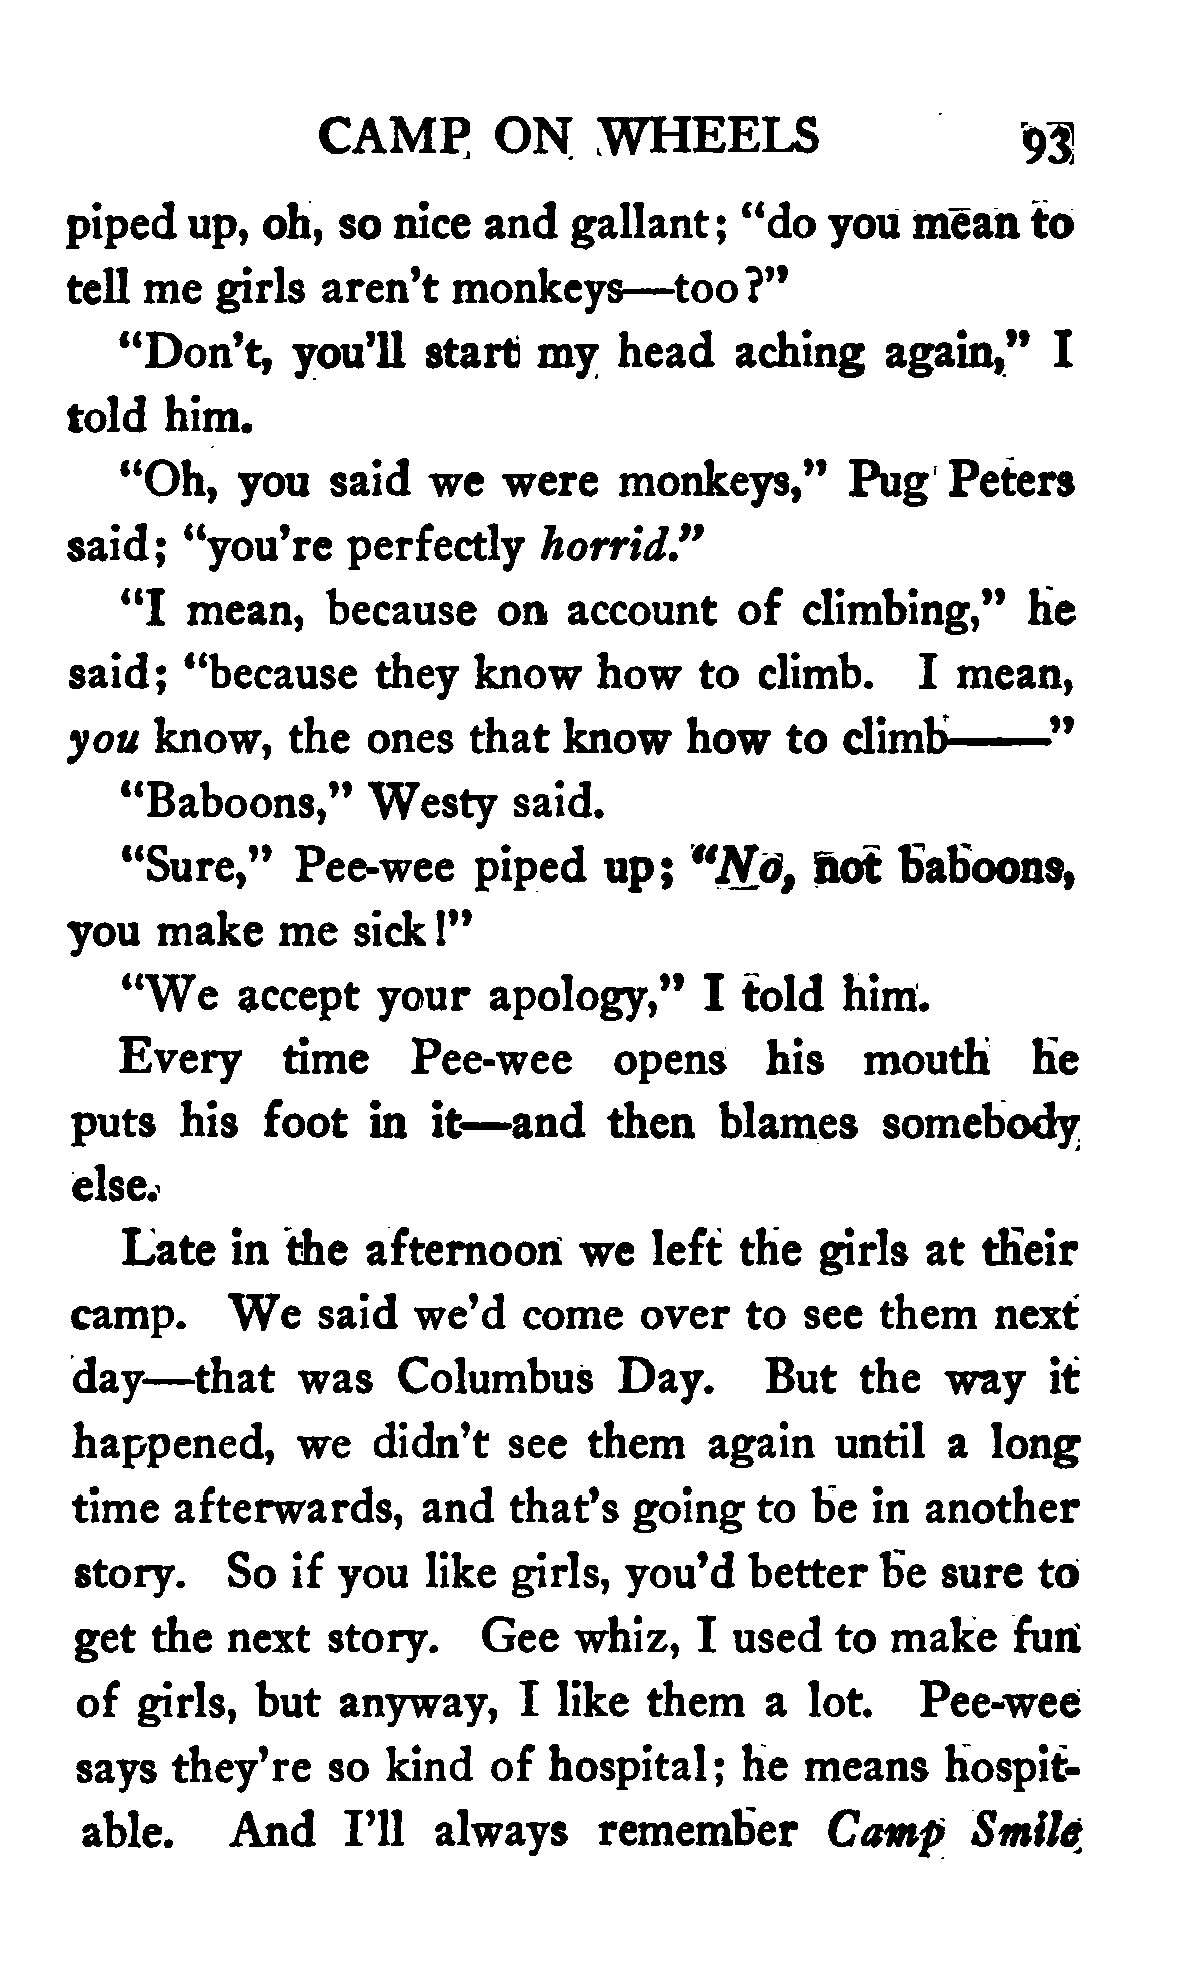 CAMP ON WHEELS 93
piped up, oh, so nice and gallant; "do you mean to
tell me girls aren't monkeys—too?"
"Don't, you'll start my head aching again," I
told him.
"Oh, you said we were monkeys," Pug Peters
said; "you're perfectly horrid."
"I mean, because on account of climbing," he
said; "because they know how to climb. I mean,
you know, the ones that know how to climb——"
"Baboons," Westy said.
"Sure," Pee-wee piped up; "No, not baboons,
you make me sick!"
"We accept your apology," I told him.
Every time Pee-wee opens his mouth he
puts his foot in it—and then blames somebody
else.
Late in the afternoon we left the girls at their
camp. We said we'd come over to see them next
day—that was Columbus Day. But the way it
happened, we didn't see them again until a long
time afterwards, and that's going to be in another
story. So if you like girls, you'd better be sure to
get the next story. Gee whiz, I used to make fun
of girls, but anyway, I like them a lot. Pee-wee
says they're so kind of hospital; he means hospit-
able. And I'll always remember Camp Smile